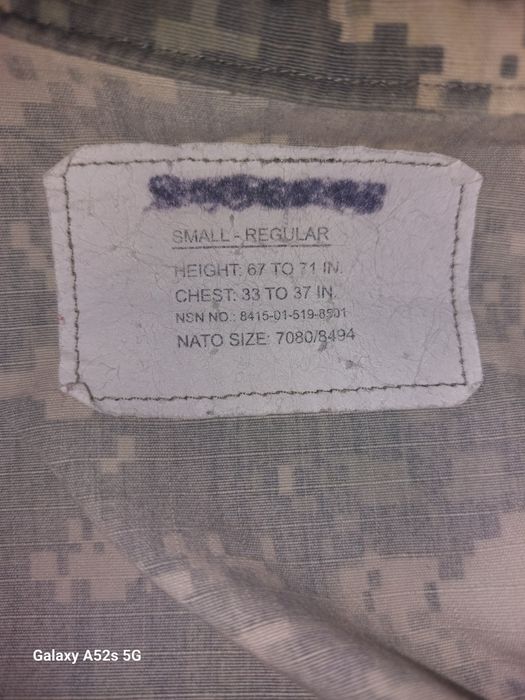 SMALL - REGULAR
HEIGHT: 67 TO 71 IN.
CHEST: 33 TO 37 IN.
NSN NO.: 8415-01-519-8501
NATO SIZE: 7080/8494
Galaxy A52s 5G